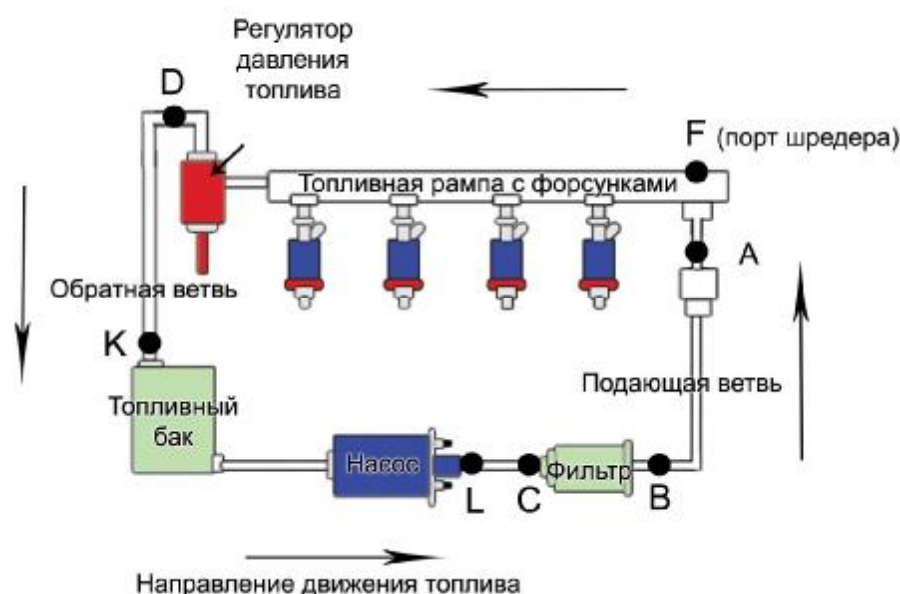 Регулятор
давления
топлива
D
F (порт шредера)
Топливная рампа с форсунками
A
Обратная ветвь
K
Подающая ветвь
Топливный
бак
Насос
Фильтр
L
C
B
Направление движения топлива